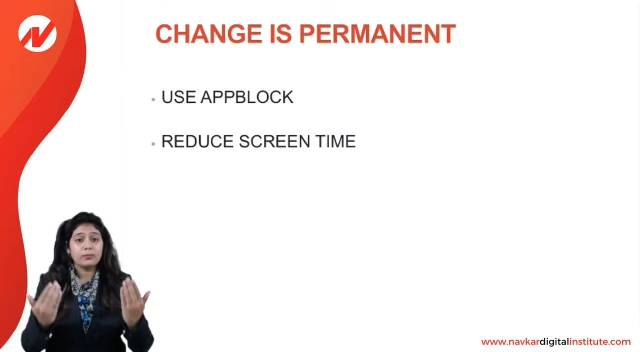 CHANGE IS PERMANENT
USE APPBLOCK
REDUCE SCREEN TIME
www.navkardigitalinstitute.com